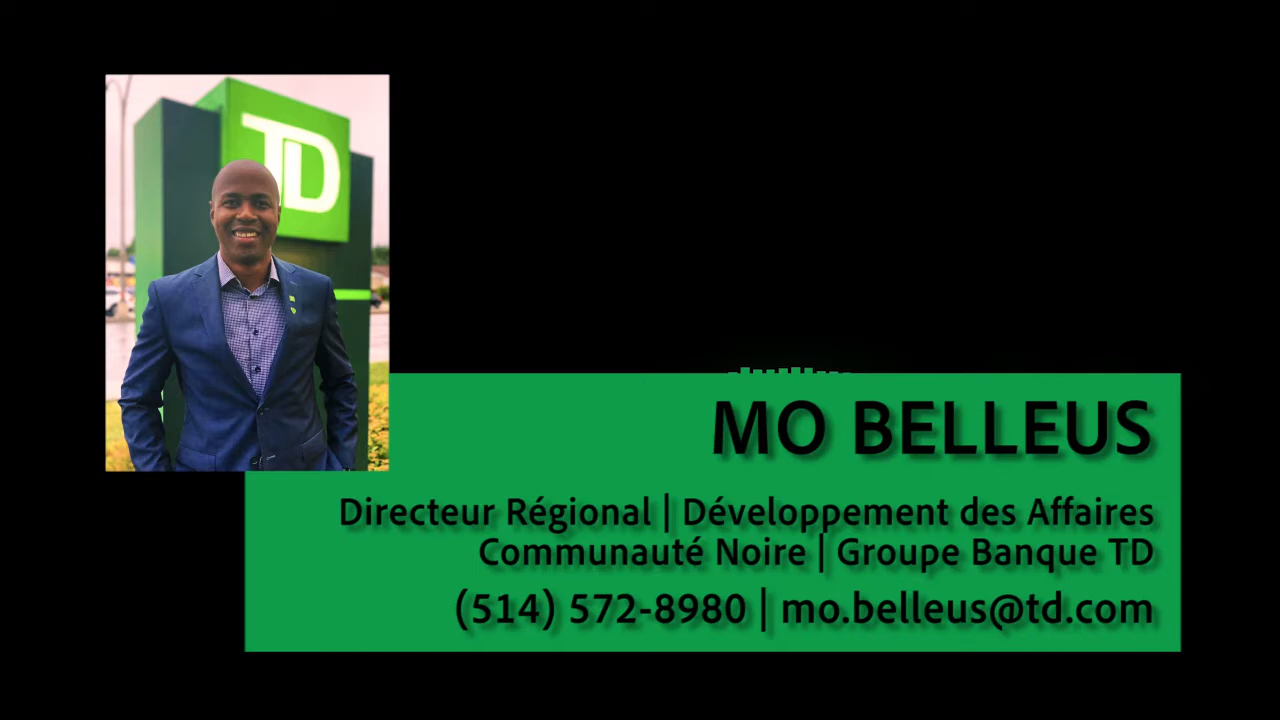 TD
MO BELLEUS
Directeur Régional | Développement des Affaires
Communauté Noire | Groupe Banque TD
(514) 572-8980 | mo.belleus@td.com